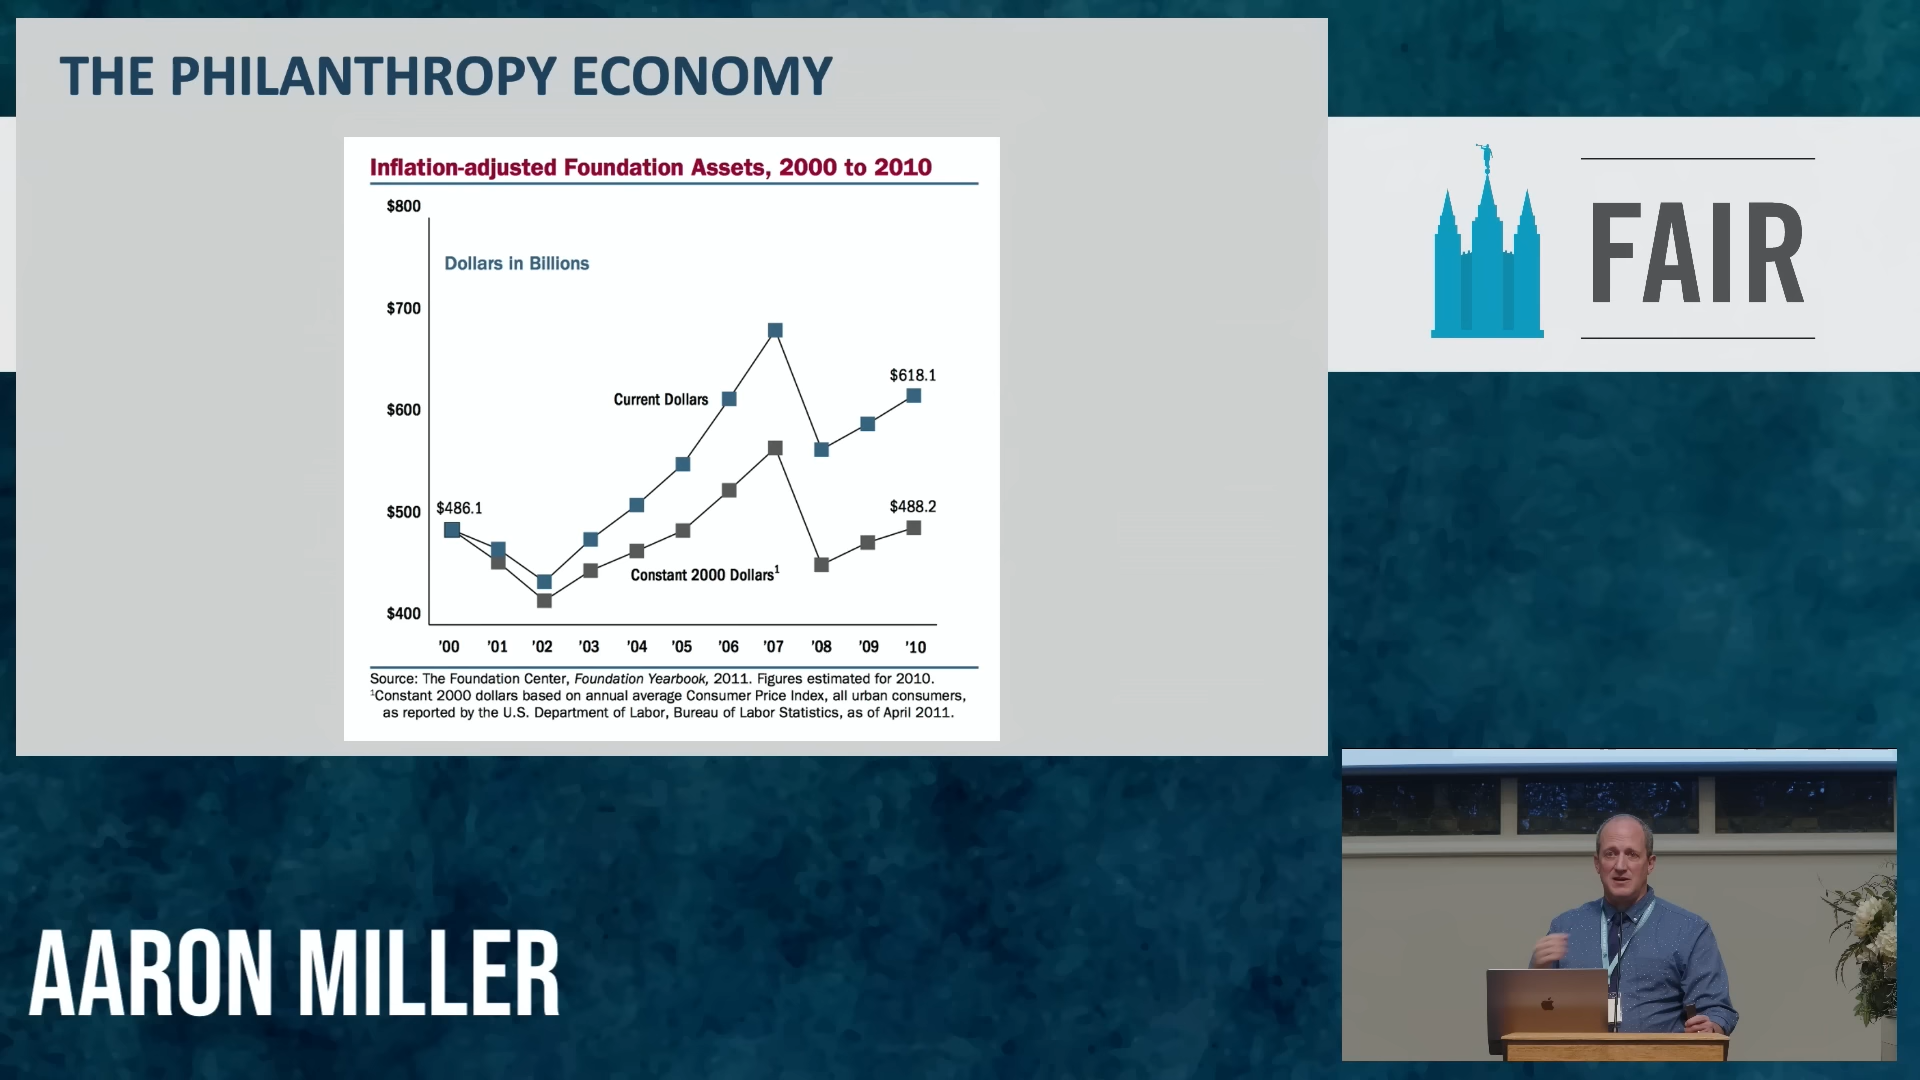 THE PHILANTHROPY ECONOMY
Inflation-adjusted Foundation Assets, 2000 to 2010
$800
Dollars in Billions
$700
$618.1
Current Dollars
$600
$488.2
$486.1
$500
Constant 2000 Dollars¹
$400
'00 '01 '02 '03 '04 '05 '06 '07 '08 '09 '10
Source: The Foundation Center, Foundation Yearbook, 2011. Figures estimated for 2010.
¹Constant 2000 dollars based on annual average Consumer Price Index, all urban consumers,
as reported by the U.S. Department of Labor, Bureau of Labor Statistics, as of April 2011.
FAIR
AARON MILLER